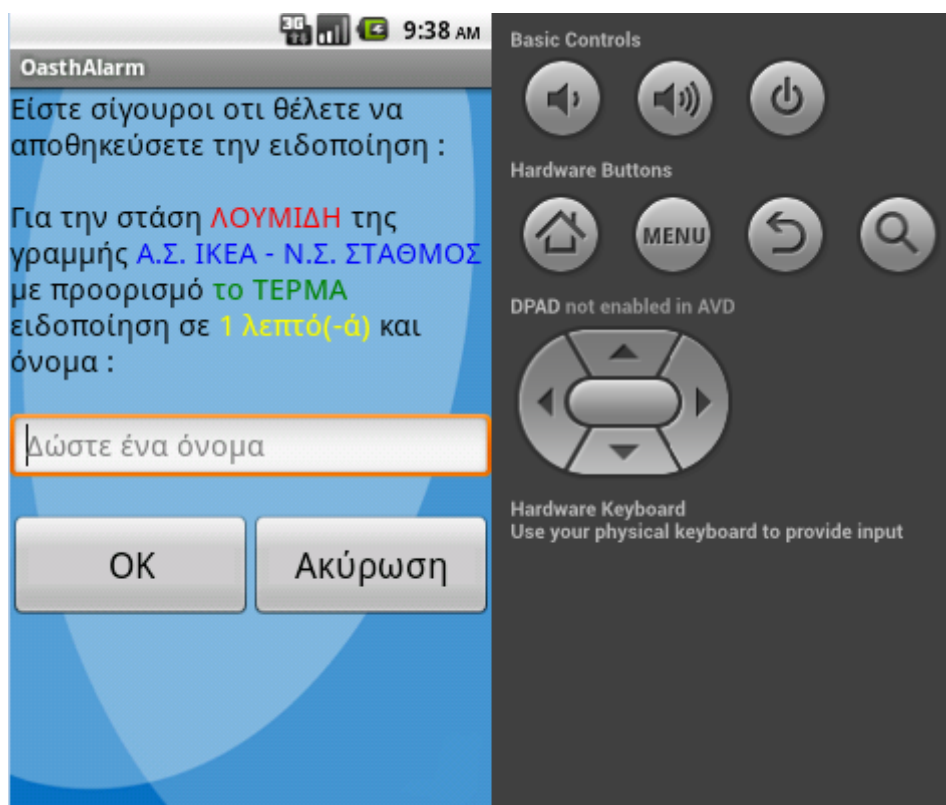 3G 9:38 AM
OasthAlarm
Είστε σίγουροι οτι θέλετε να
αποθηκεύσετε την ειδοποίηση :
Για την στάση ΛΟΥΜΙΔΗ της
γραμμής Α.Σ. ΙΚΕΑ - Ν.Σ. ΣΤΑΘΜΟΣ
με προορισμό το ΤΕΡΜΑ
ειδοποίηση σε 1 λεπτό(-ά) και
όνομα :
Δώστε ένα όνομα
OK
Ακύρωση
Basic Controls
Hardware Buttons
MENU
DPAD not enabled in AVD
Hardware Keyboard
Use your physical keyboard to provide input